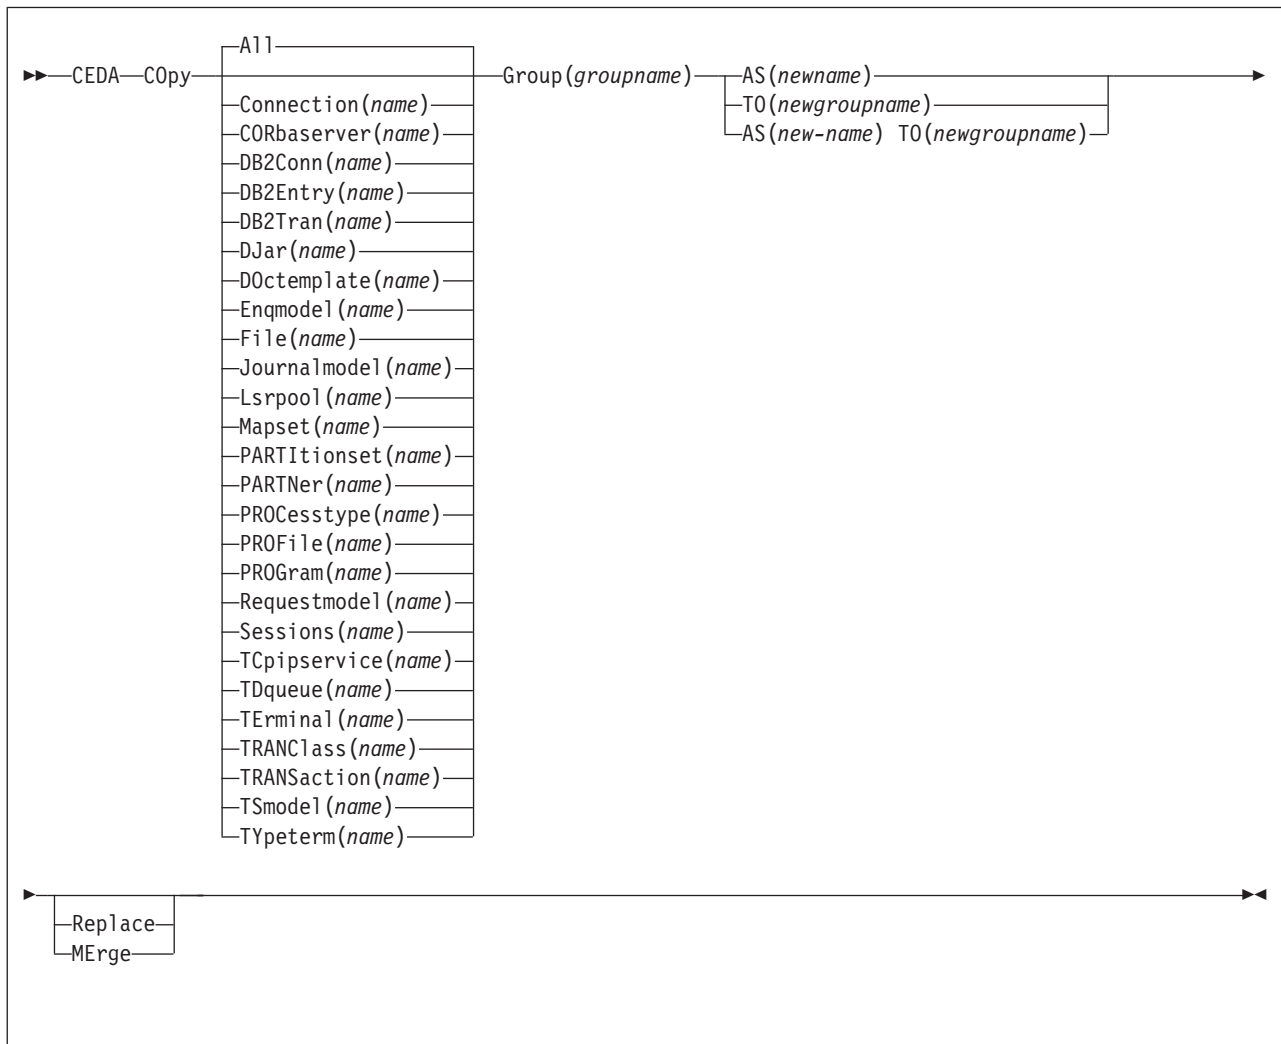 All
CEDA COpy Group(groupname) AS(newname)
Connection(name) TO(newgroupname)
CORbaserver(name) AS(new-name) TO(newgroupname)
DB2Conn(name)
DB2Entry(name)
DB2Tran(name)
DJar(name)
DOctemplate(name)
Enqmodel(name)
File(name)
Journalmodel(name)
Lsrpool(name)
Mapset(name)
PARTItionset(name)
PARTNer(name)
PROCesstype(name)
PROFile(name)
PROGram(name)
Requestmodel(name)
Sessions(name)
TCpipservice(name)
TDqueue(name)
TErminal(name)
TRANClass(name)
TRANSaction(name)
TSmodel(name)
TYpeterm(name)
Replace
MErge